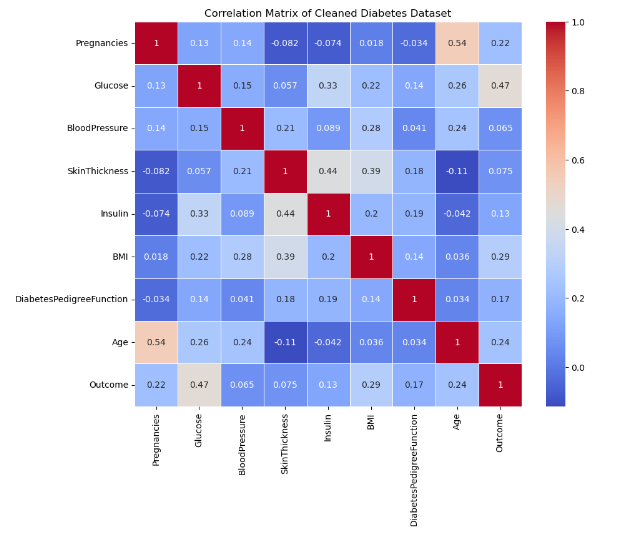 Correlation Matrix of Cleaned Diabetes Dataset
Pregnancies 1 0.13 0.14 -0.082 -0.074 0.018 -0.034 0.54 0.22
Glucose 0.13 1 0.15 0.057 0.33 0.22 0.14 0.26 0.47
BloodPressure 0.14 0.15 1 0.21 0.089 0.28 0.041 0.24 0.065
SkinThickness -0.082 0.057 0.21 1 0.44 0.39 0.18 -0.11 0.075
Insulin -0.074 0.33 0.089 0.44 1 0.2 0.19 -0.042 0.13
BMI 0.018 0.22 0.28 0.39 0.2 1 0.14 0.036 0.29
DiabetesPedigreeFunction -0.034 0.14 0.041 0.18 0.19 0.14 1 0.034 0.17
Age 0.54 0.26 0.24 -0.11 -0.042 0.036 0.034 1 0.24
Outcome 0.22 0.47 0.065 0.075 0.13 0.29 0.17 0.24 1
Pregnancies
Glucose
BloodPressure
SkinThickness
Insulin
BMI
DiabetesPedigreeFunction
Age
Outcome
1.0
0.8
0.6
0.4
0.2
0.0